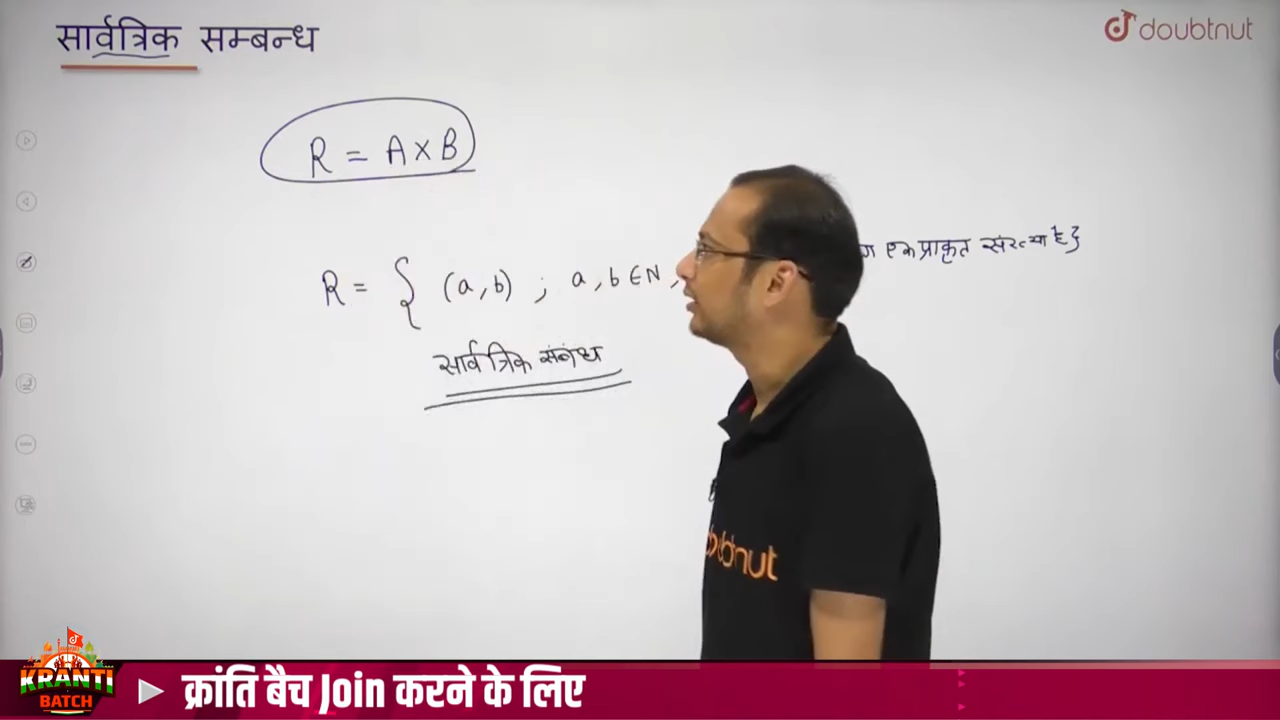 सार्वत्रिक सम्बन्ध
doubtnut
R = A × B
R = { (a, b) ; a, b ∈ N , एक प्राकृत संख्या है }
सार्वत्रिक संबंध
doubtnut
KRANTI
BATCH
क्रांति बैच Join करने के लिए